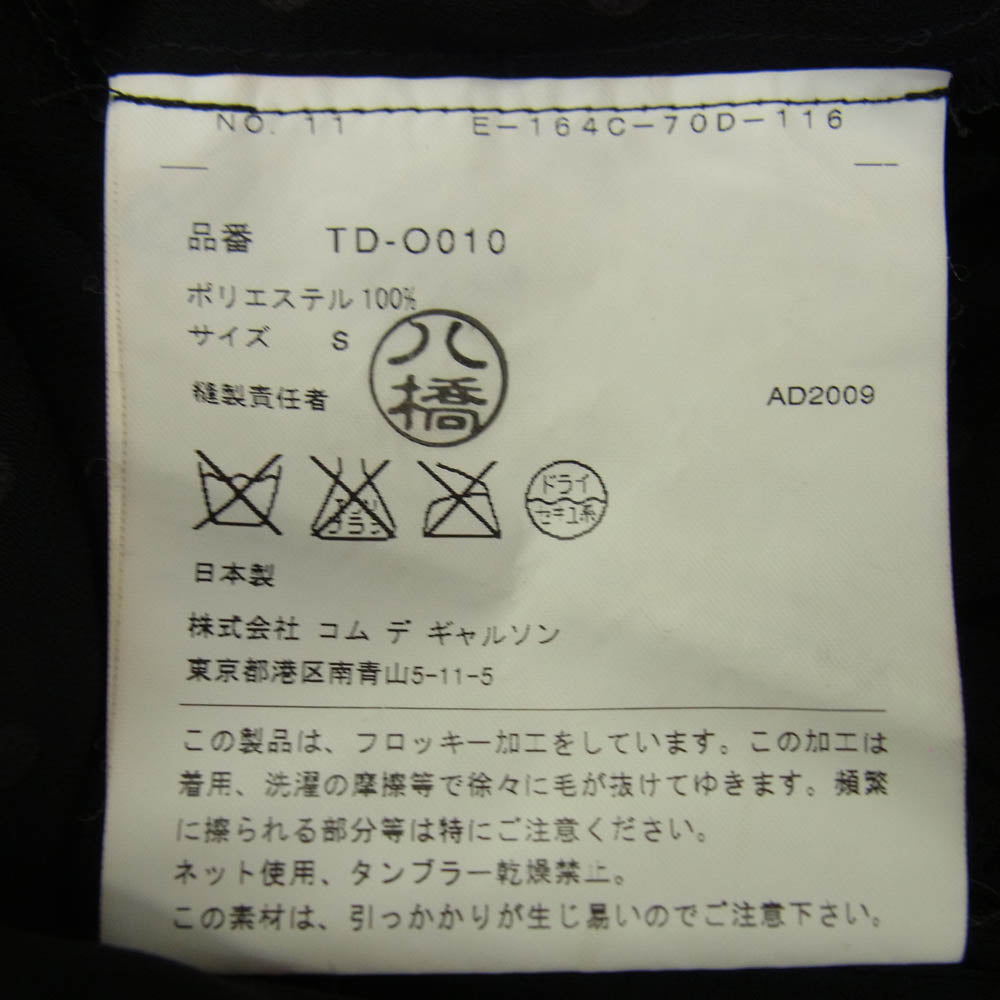 NO. 11 E-164C-70D-116
品番 TD-O010
ポリエステル 100%
サイズ S
縫製責任者 八橋 AD2009
エンソ サラシ ドライ セキユ系
日本製
株式会社 コム デ ギャルソン
東京都港区南青山5-11-5
この製品は、フロッキー加工をしています。この加工は
着用、洗濯の摩擦等で徐々に毛が抜けてゆきます。頻繁
に擦られる部分等は特にご注意ください。
ネット使用、タンブラー乾燥禁止。
この素材は、引っかかりが生じ易いのでご注意下さい。